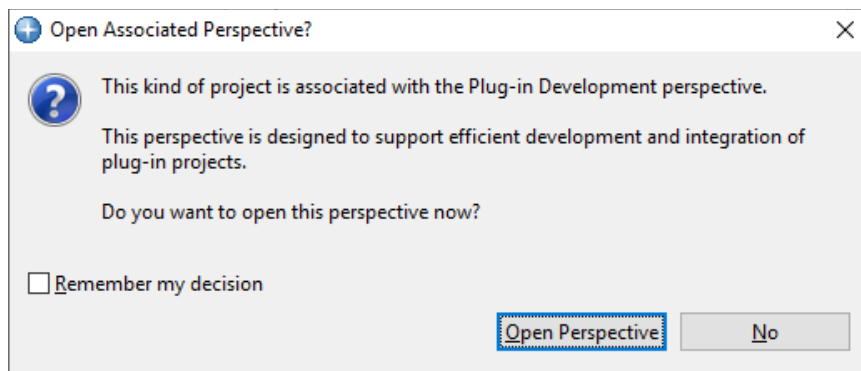 Open Associated Perspective?
This kind of project is associated with the Plug-in Development perspective.
This perspective is designed to support efficient development and integration of
plug-in projects.
Do you want to open this perspective now?
Remember my decision
Open Perspective
No